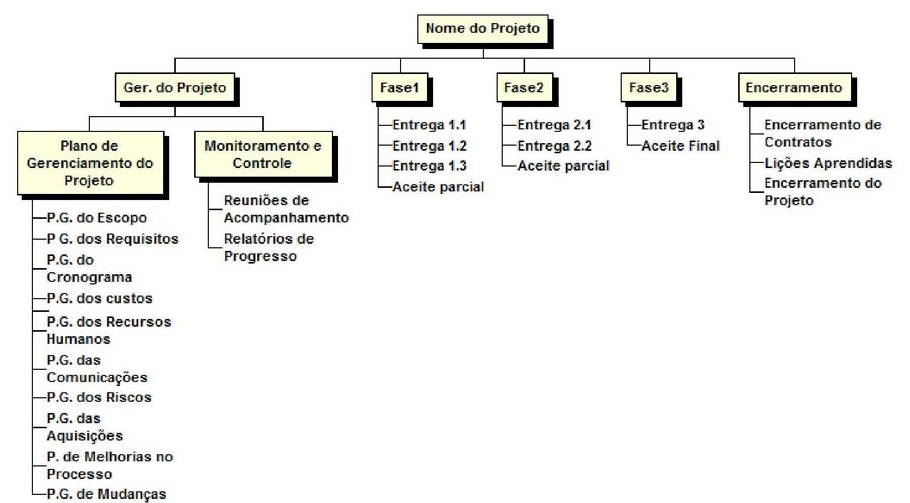 Nome do Projeto
Ger. do Projeto
Fase1
Fase2
Fase3
Encerramento
Plano de
Gerenciamento do
Projeto
Monitoramento e
Controle
P.G. do Escopo
P G. dos Requisitos
P.G. do
Cronograma
P.G. dos custos
P.G. dos Recursos
Humanos
P.G. das
Comunicações
P.G. dos Riscos
P.G. das
Aquisições
P. de Melhorias no
Processo
P.G. de Mudanças
Reuniões de
Acompanhamento
Relatórios de
Progresso
Entrega 1.1
Entrega 1.2
Entrega 1.3
Aceite parcial
Entrega 2.1
Entrega 2.2
Aceite parcial
Entrega 3
Aceite Final
Encerramento de
Contratos
Lições Aprendidas
Encerramento do
Projeto